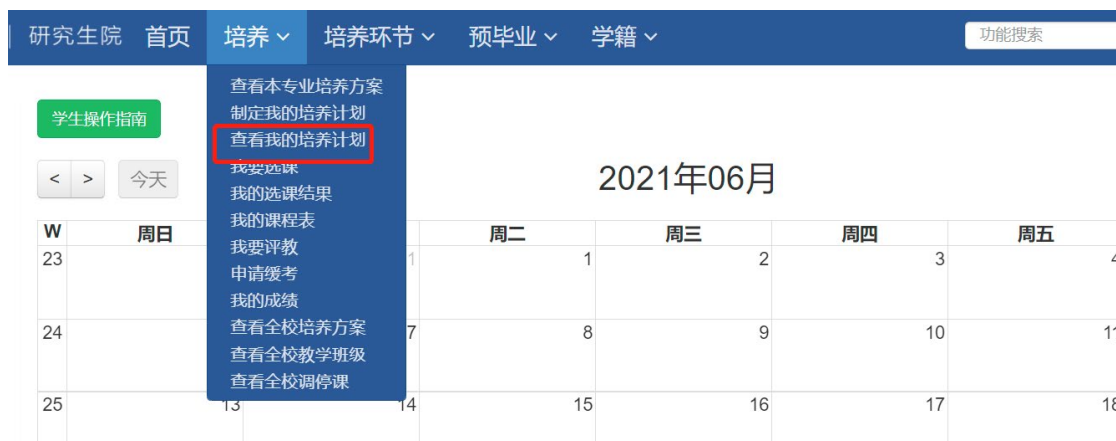 研究生院 首页 培养 培养环节 预毕业 学籍 功能搜索
查看本专业培养方案
制定我的培养计划
查看我的培养计划
我要选课
我的选课结果
我的课程表
我要评教
申请缓考
我的成绩
查看全校培养方案
查看全校教学班级
查看全校调停课
学生操作指南
< > 今天
2021年06月
W 周日 周二 周三 周四 周五
23 1 1 2 3 4
24 7 8 9 10 11
25 13 14 15 16 17 18